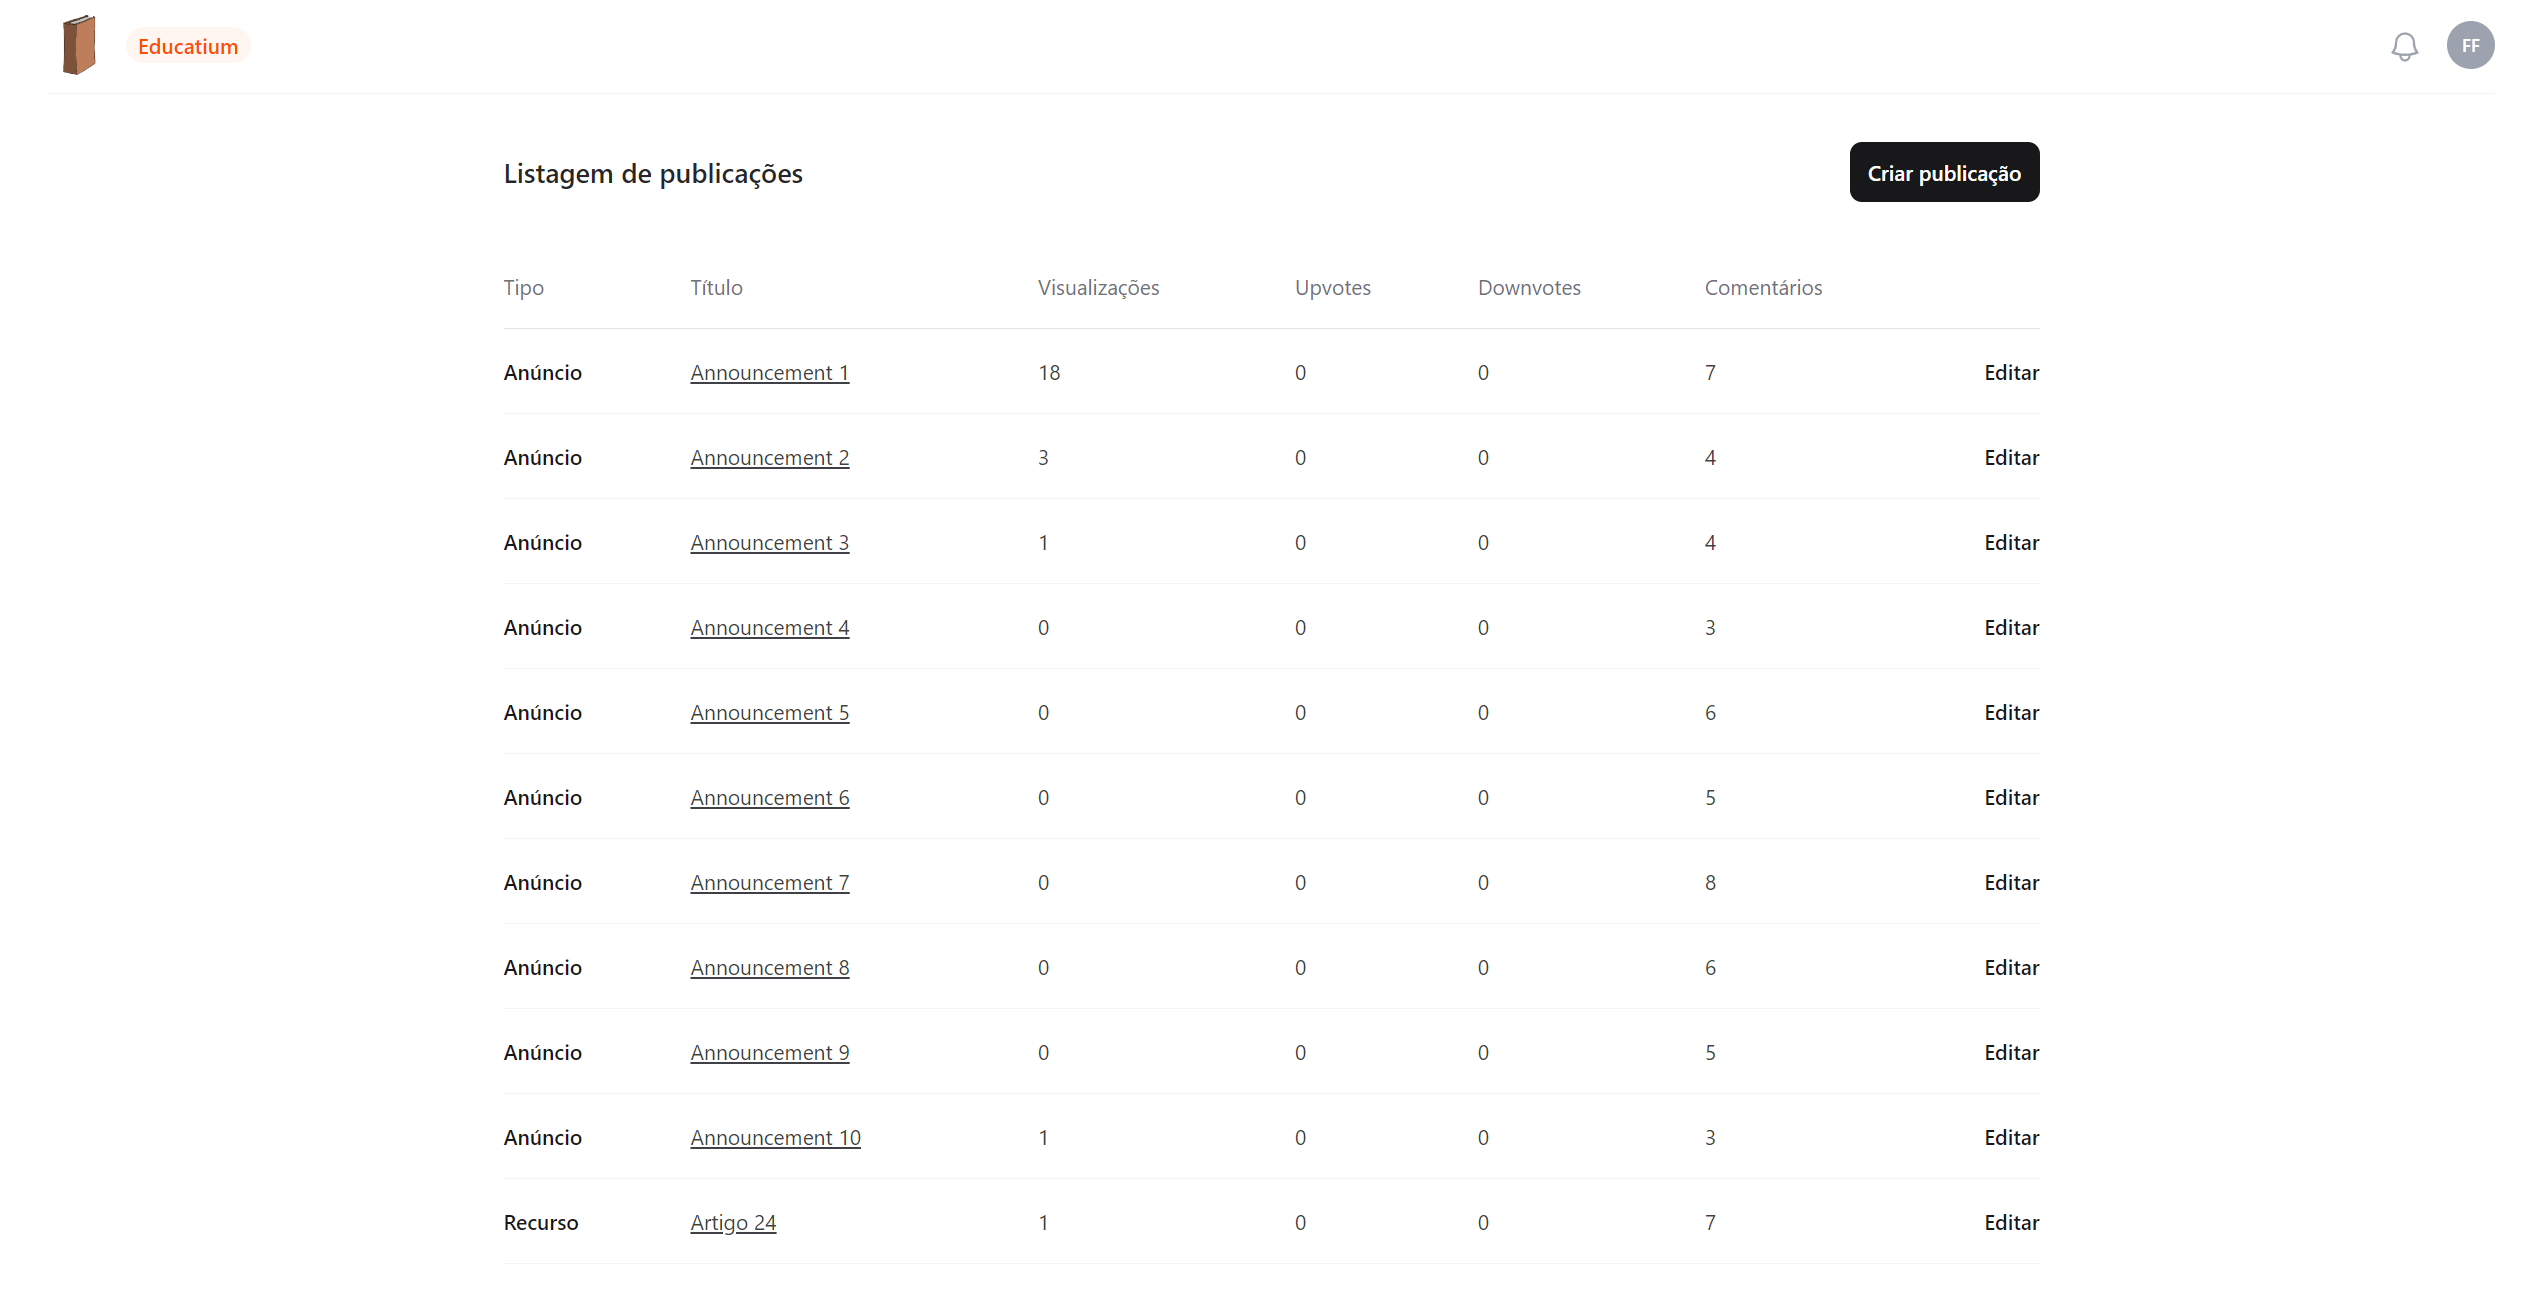 Educatium
FF
Listagem de publicações
Criar publicação
Tipo Título Visualizações Upvotes Downvotes Comentários
Anúncio Announcement 1 18 0 0 7 Editar
Anúncio Announcement 2 3 0 0 4 Editar
Anúncio Announcement 3 1 0 0 4 Editar
Anúncio Announcement 4 0 0 0 3 Editar
Anúncio Announcement 5 0 0 0 6 Editar
Anúncio Announcement 6 0 0 0 5 Editar
Anúncio Announcement 7 0 0 0 8 Editar
Anúncio Announcement 8 0 0 0 6 Editar
Anúncio Announcement 9 0 0 0 5 Editar
Anúncio Announcement 10 1 0 0 3 Editar
Recurso Artigo 24 1 0 0 7 Editar